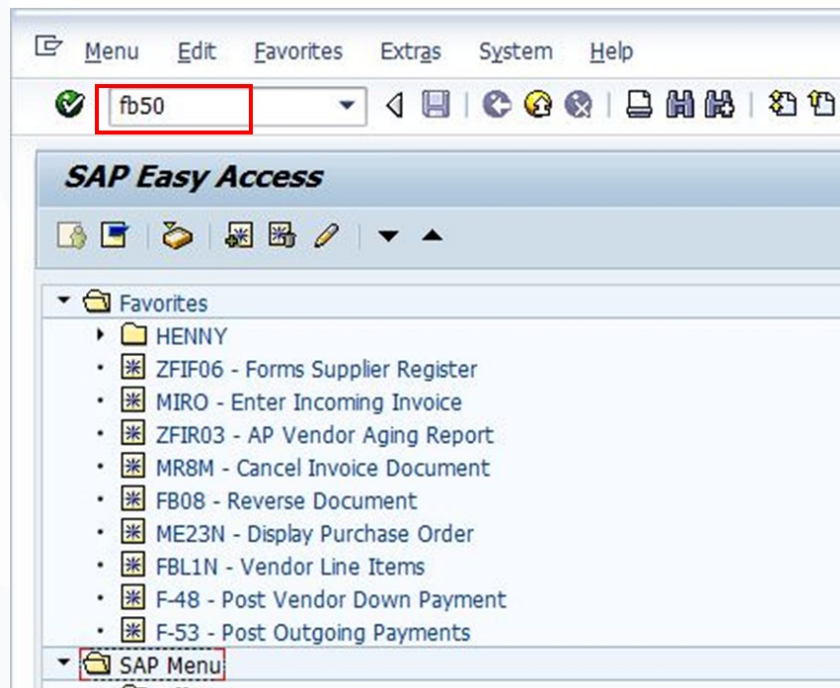 Menu Edit Favorites Extras System Help
fb50
SAP Easy Access
Favorites
HENNY
ZFIF06 - Forms Supplier Register
MIRO - Enter Incoming Invoice
ZFIR03 - AP Vendor Aging Report
MR8M - Cancel Invoice Document
FB08 - Reverse Document
ME23N - Display Purchase Order
FBL1N - Vendor Line Items
F-48 - Post Vendor Down Payment
F-53 - Post Outgoing Payments
SAP Menu